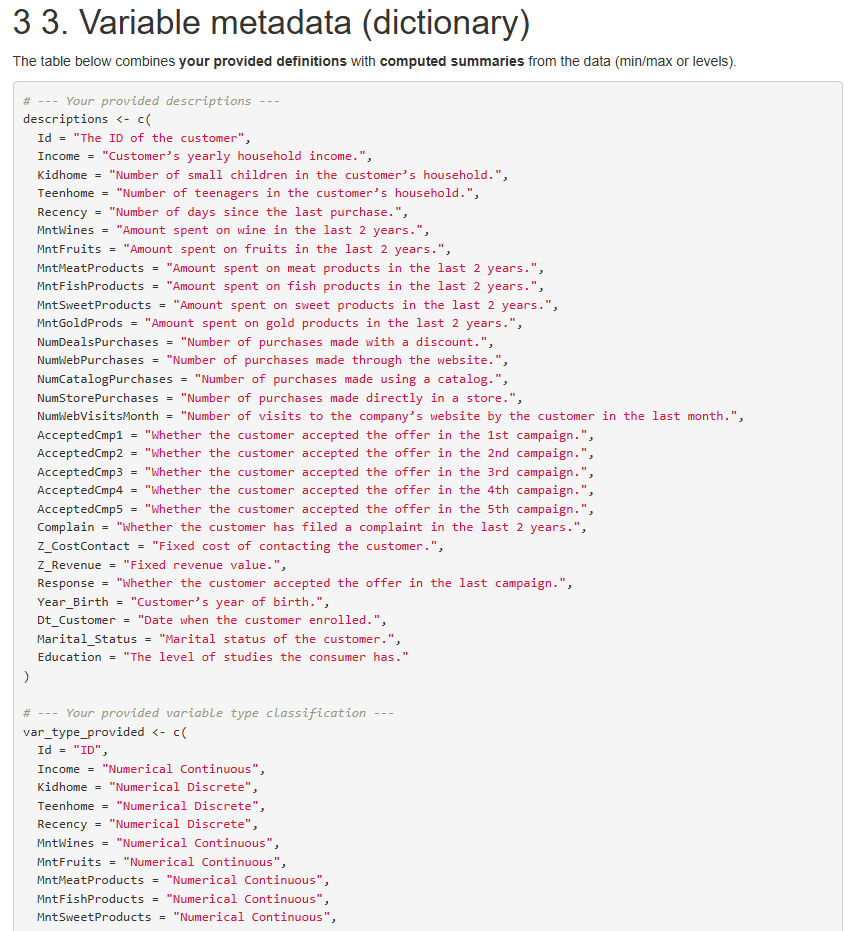 3 3. Variable metadata (dictionary)
The table below combines your provided definitions with computed summaries from the data (min/max or levels).
# --- Your provided descriptions ---
descriptions <- c(
  Id = "The ID of the customer",
  Income = "Customer’s yearly household income.",
  Kidhome = "Number of small children in the customer’s household.",
  Teenhome = "Number of teenagers in the customer’s household.",
  Recency = "Number of days since the last purchase.",
  MntWines = "Amount spent on wine in the last 2 years.",
  MntFruits = "Amount spent on fruits in the last 2 years.",
  MntMeatProducts = "Amount spent on meat products in the last 2 years.",
  MntFishProducts = "Amount spent on fish products in the last 2 years.",
  MntSweetProducts = "Amount spent on sweet products in the last 2 years.",
  MntGoldProds = "Amount spent on gold products in the last 2 years.",
  NumDealsPurchases = "Number of purchases made with a discount.",
  NumWebPurchases = "Number of purchases made through the website.",
  NumCatalogPurchases = "Number of purchases made using a catalog.",
  NumStorePurchases = "Number of purchases made directly in a store.",
  NumWebVisitsMonth = "Number of visits to the company’s website by the customer in the last month.",
  AcceptedCmp1 = "Whether the customer accepted the offer in the 1st campaign.",
  AcceptedCmp2 = "Whether the customer accepted the offer in the 2nd campaign.",
  AcceptedCmp3 = "Whether the customer accepted the offer in the 3rd campaign.",
  AcceptedCmp4 = "Whether the customer accepted the offer in the 4th campaign.",
  AcceptedCmp5 = "Whether the customer accepted the offer in the 5th campaign.",
  Complain = "Whether the customer has filed a complaint in the last 2 years.",
  Z_CostContact = "Fixed cost of contacting the customer.",
  Z_Revenue = "Fixed revenue value.",
  Response = "Whether the customer accepted the offer in the last campaign.",
  Year_Birth = "Customer’s year of birth.",
  Dt_Customer = "Date when the customer enrolled.",
  Marital_Status = "Marital status of the customer.",
  Education = "The level of studies the consumer has."
)
# --- Your provided variable type classification ---
var_type_provided <- c(
  Id = "ID",
  Income = "Numerical Continuous",
  Kidhome = "Numerical Discrete",
  Teenhome = "Numerical Discrete",
  Recency = "Numerical Discrete",
  MntWines = "Numerical Continuous",
  MntFruits = "Numerical Continuous",
  MntMeatProducts = "Numerical Continuous",
  MntFishProducts = "Numerical Continuous",
  MntSweetProducts = "Numerical Continuous",